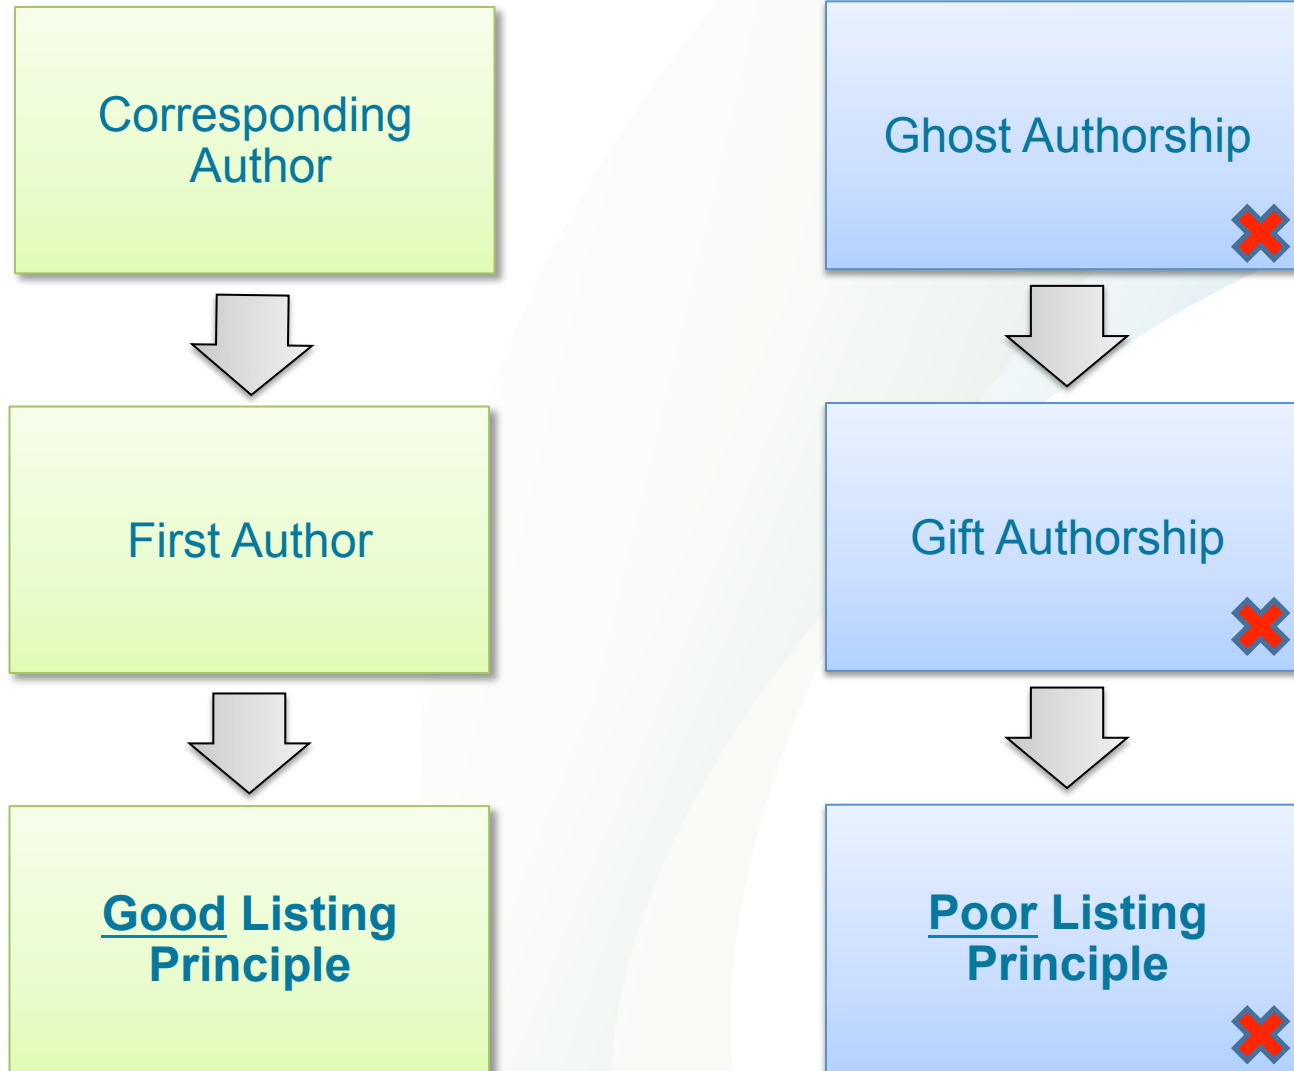 Corresponding
Author
First Author
Good Listing
Principle
Ghost Authorship
Gift Authorship
Poor Listing
Principle